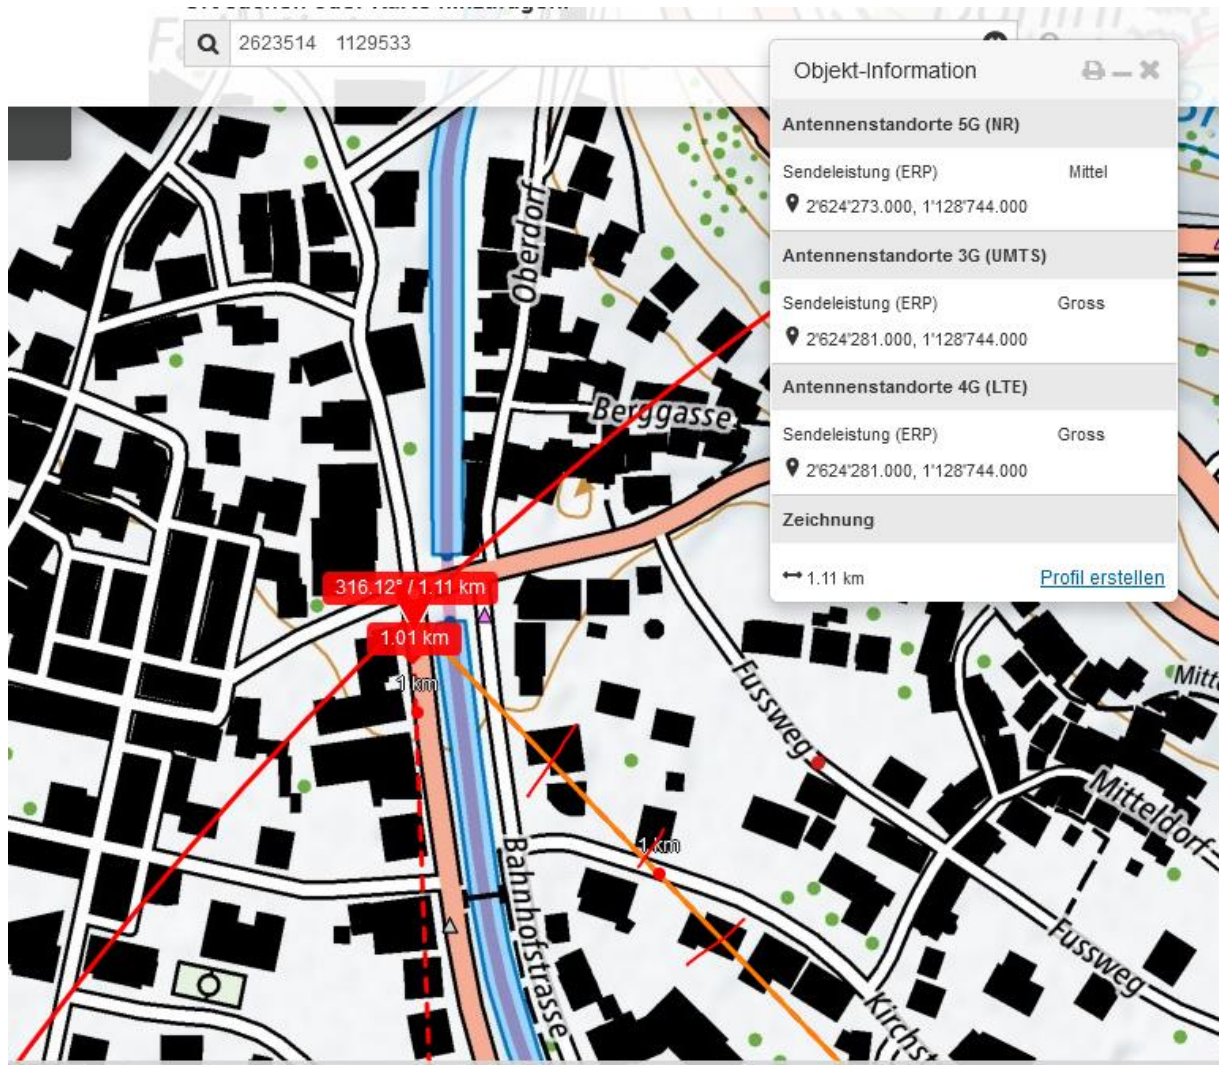 2623514 1129533
Objekt-Information
Antennenstandorte 5G (NR)
Sendeleistung (ERP) Mittel
2'624'273.000, 1'128'744.000
Antennenstandorte 3G (UMTS)
Sendeleistung (ERP) Gross
2'624'281.000, 1'128'744.000
Antennenstandorte 4G (LTE)
Sendeleistung (ERP) Gross
2'624'281.000, 1'128'744.000
Zeichnung
1.11 km Profil erstellen
Oberdorf
Berggasse
316.12° / 1.11 km
1.01 km
1 km
Fussweg
1 km
Mitteldorf
Bahnhofstrasse
Fussweg